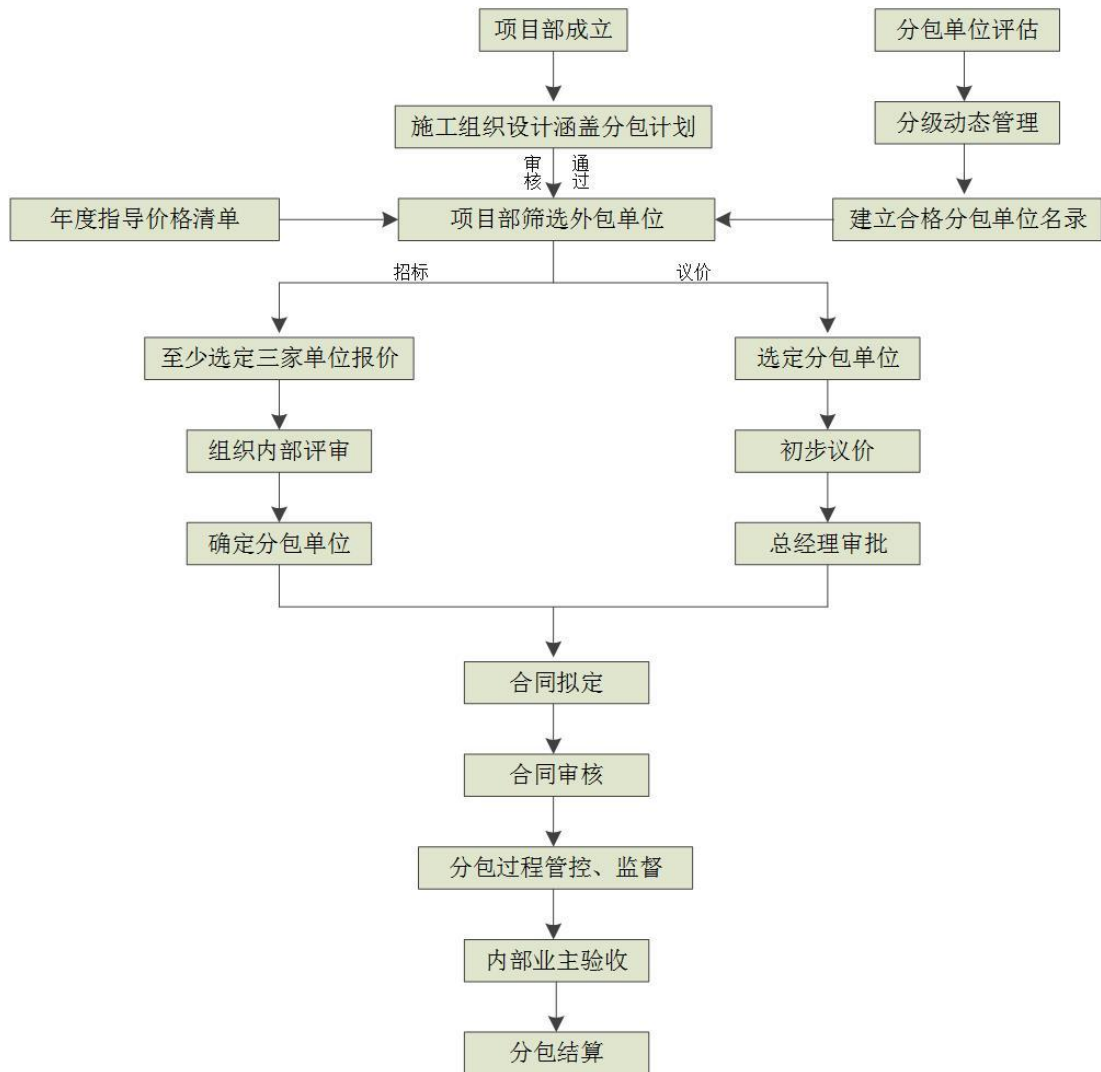 项目部成立
分包单位评估
施工组织设计涵盖分包计划
分级动态管理
审核
通过
年度指导价格清单
项目部筛选外包单位
建立合格分包单位名录
招标
议价
至少选定三家单位报价
选定分包单位
组织内部评审
初步议价
确定分包单位
总经理审批
合同拟定
合同审核
分包过程管控、监督
内部业主验收
分包结算